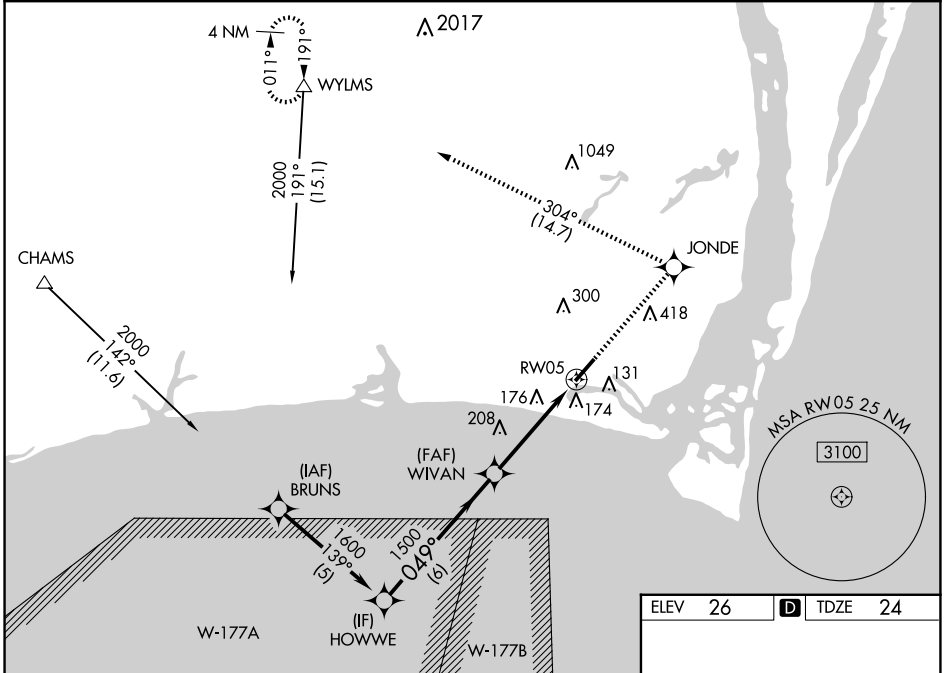 4 NM
011°
191°
WYLMS
2017
2000
191°
(15.1)
1049
304°
(14.7)
JONDE
CHAMS
2000
142°
(11.6)
300
418
RW05
131
176
174
208
MSA RW05 25 NM
3100
(FAF)
WIVAN
(IAF)
BRUNS
1600
139°
(5)
1500
049°
(6)
(IF)
HOWWE
W-177A
W-177B
ELEV 26 D TDZE 24